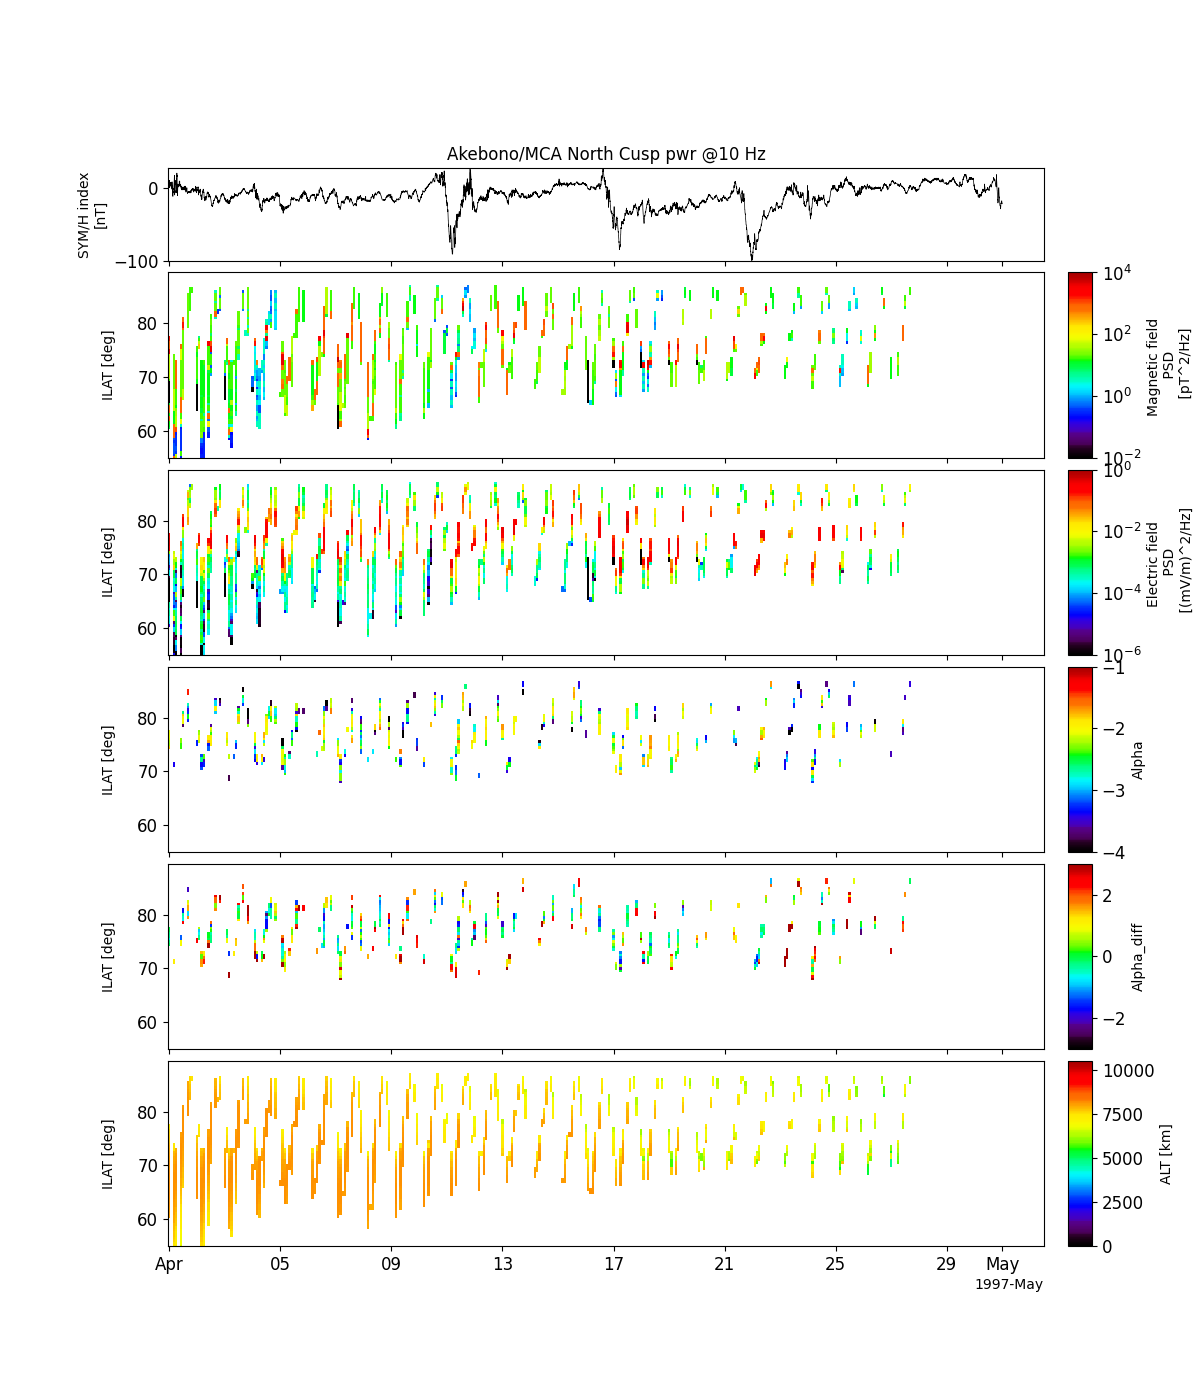 Akebono/MCA North Cusp pwr @10 Hz
SYM/H index
[nT]
0
−100
ILAT [deg]
80
70
60
10^4
10^2
10^0
10^−2
Magnetic field
PSD
[pT^2/Hz]
ILAT [deg]
80
70
60
10^0
10^−2
10^−4
10^−6
Electric field
PSD
[(mV/m)^2/Hz]
ILAT [deg]
80
70
60
−1
−2
−3
−4
Alpha
ILAT [deg]
80
70
60
2
0
−2
Alpha_diff
ILAT [deg]
80
70
60
10000
7500
5000
2500
0
ALT [km]
Apr 05 09 13 17 21 25 29 May
1997-May